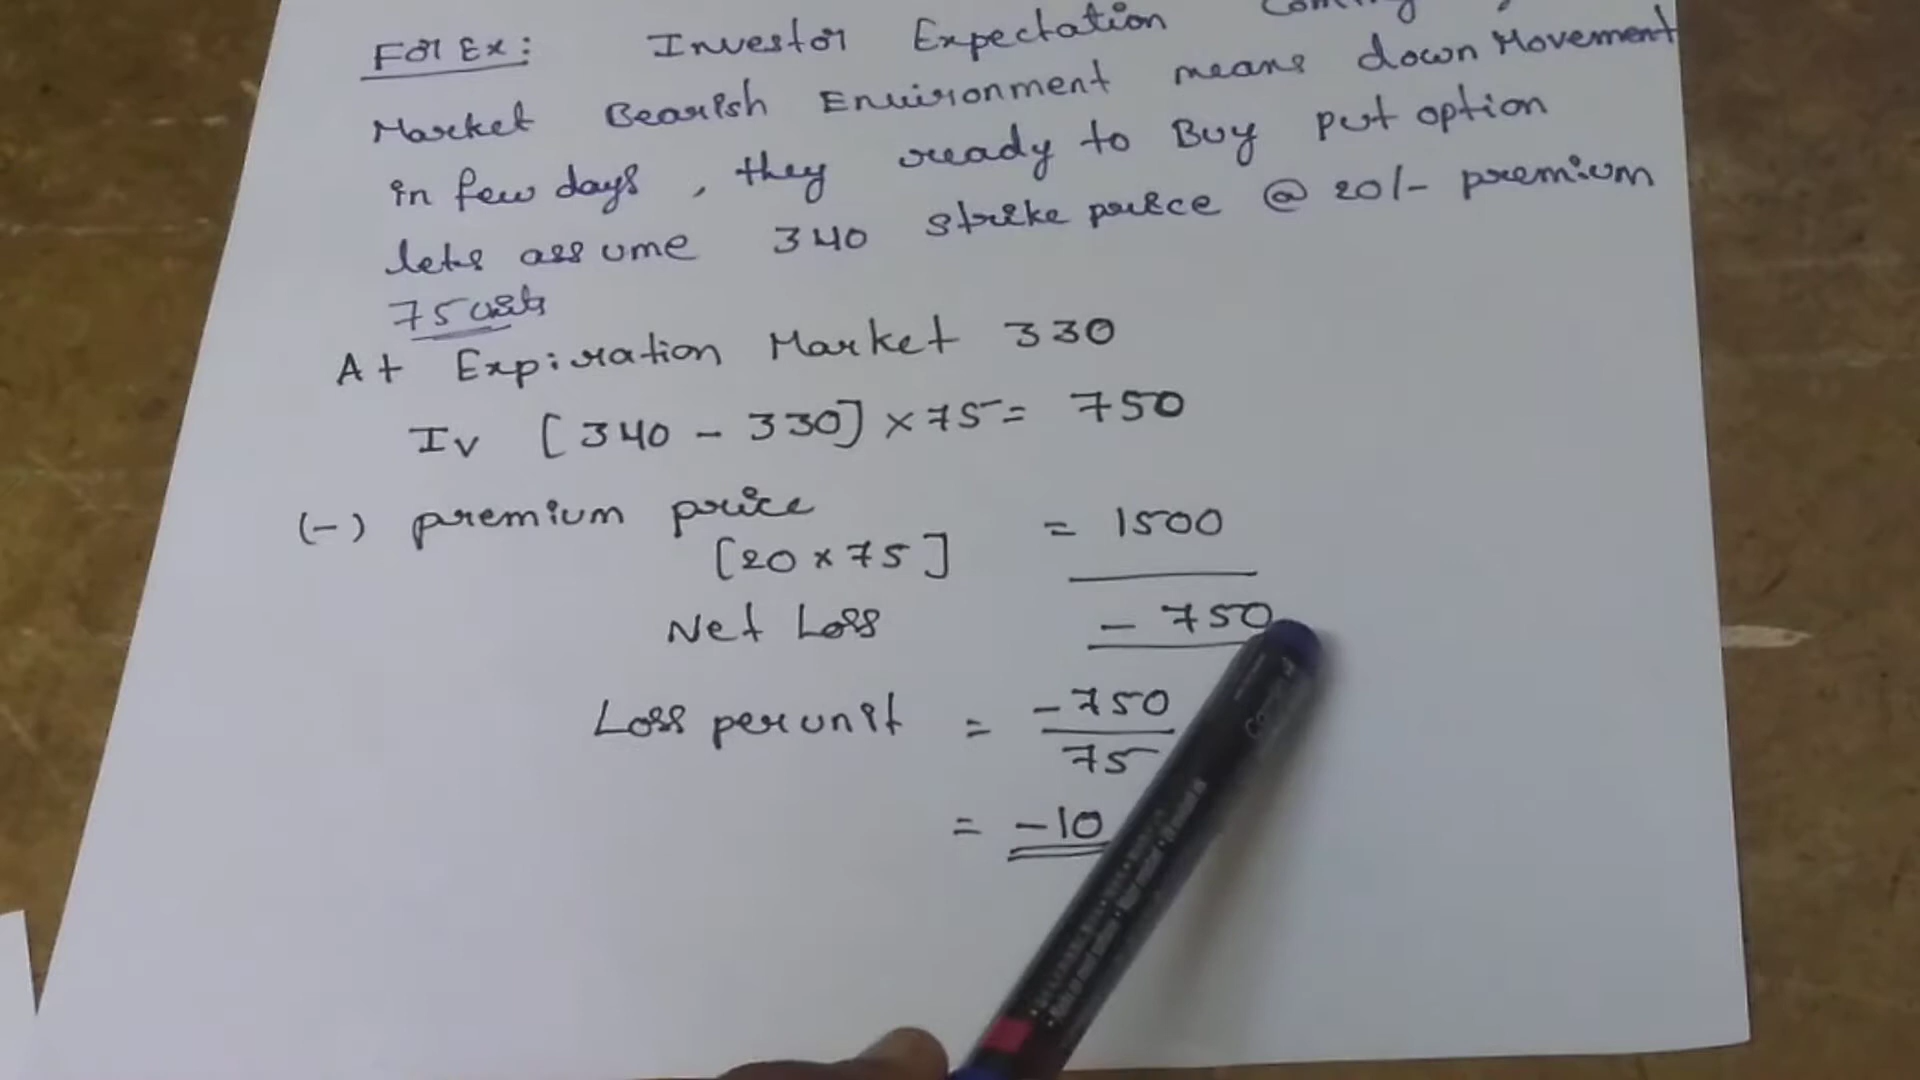 For Ex: Investor Expectation Coming
Market Bearish Environment means down Movement
in few days, they ready to Buy put option
lets assume 340 strike price @ 20/- premium
75 units
At Expiration Market 330
IV [340 - 330] × 75 = 750
(-) premium price = 1500
[20 × 75]
Net Loss - 750
Loss per unit = -750
75
= -10